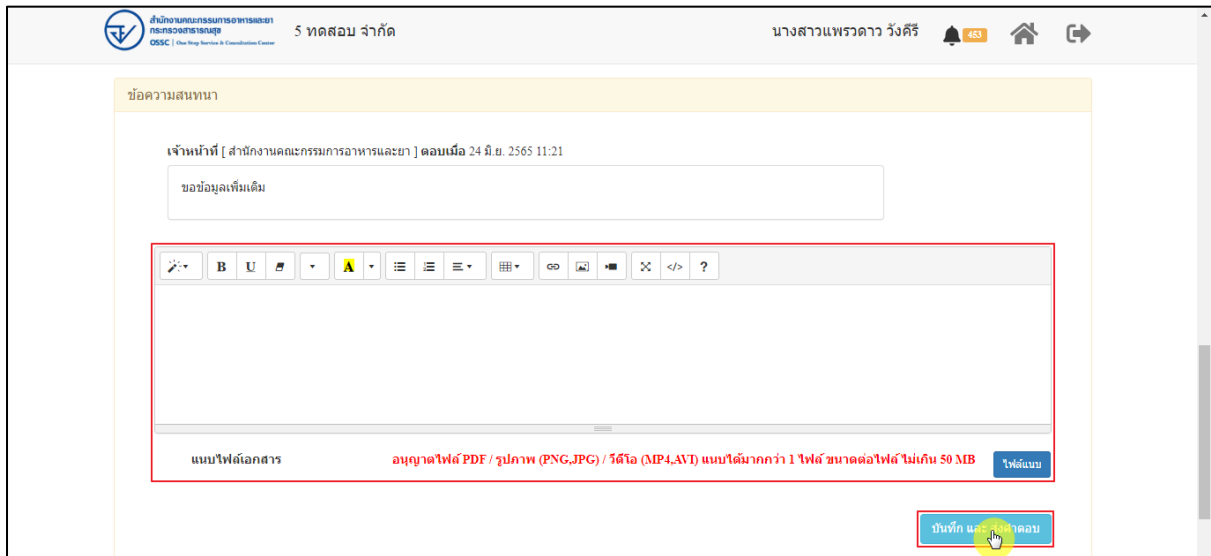 สำนักงานคณะกรรมการอาหารและยา
กระทรวงสาธารณสุข
OSSC | One Stop Service & Consultation Center
5 ทดสอบ จำกัด
นางสาวแพรวดาว วังคีรี
453
ข้อความสนทนา
เจ้าหน้าที่ [ สำนักงานคณะกรรมการอาหารและยา ] ตอบเมื่อ 24 มิ.ย. 2565 11:21
ขอข้อมูลเพิ่มเติม
B U A </> ?
แนบไฟล์เอกสาร
อนุญาตไฟล์ PDF / รูปภาพ (PNG,JPG) / วีดีโอ (MP4,AVI) แนบได้มากกว่า 1 ไฟล์ ขนาดต่อไฟล์ ไม่เกิน 50 MB
ไฟล์แนบ
บันทึก และ ส่งคำตอบ